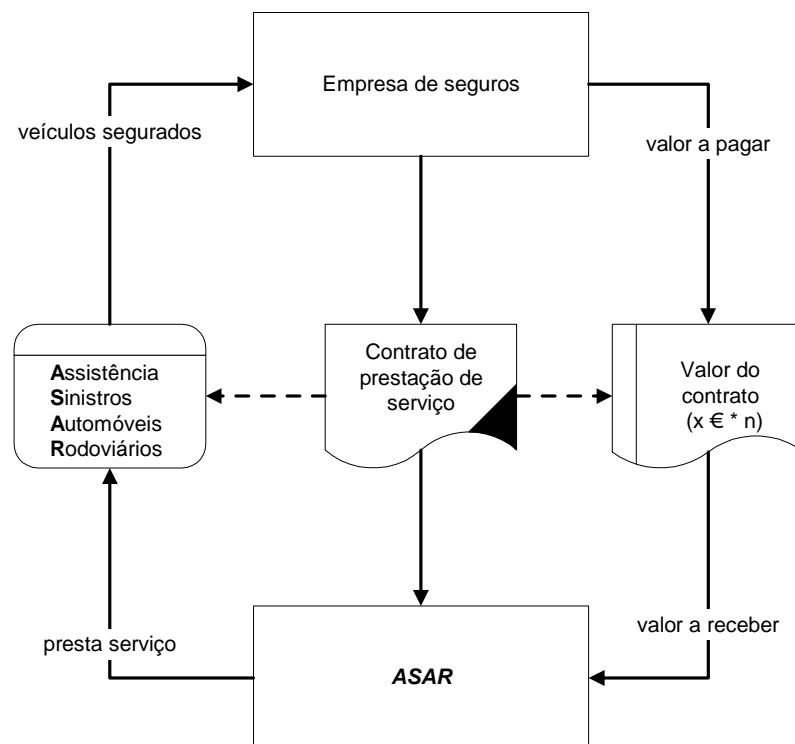 Empresa de seguros
veículos segurados
valor a pagar
Assistência
Sinistros
Automóveis
Rodoviários
Contrato de
prestação de
serviço
Valor do
contrato
(x € * n)
presta serviço
valor a receber
ASAR